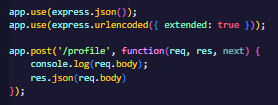 app.use(express.json());
app.use(express.urlencoded({ extended: true }));
app.post('/profile', function(req, res, next) {
console.log(req.body);
res.json(req.body)
});